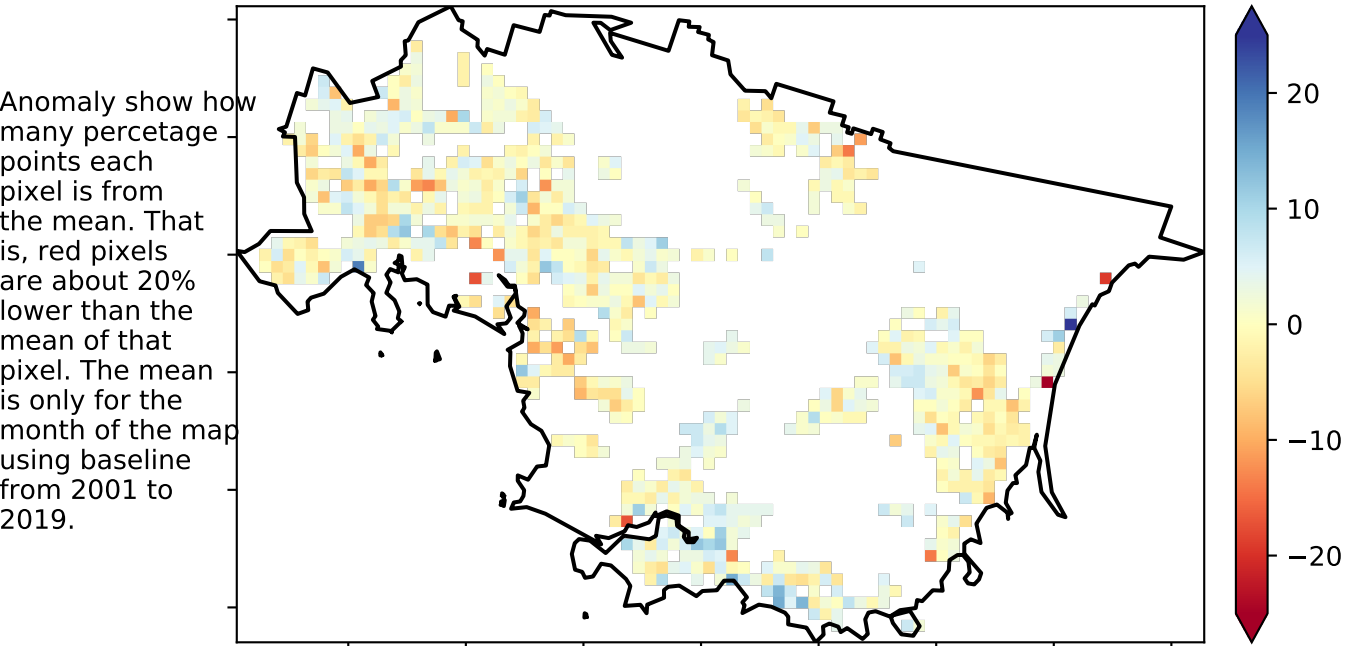 Anomaly show how
many percetage
points each
pixel is from
the mean. That
is, red pixels
are about 20%
lower than the
mean of that
pixel. The mean
is only for the
month of the map
using baseline
from 2001 to
2019.
20
10
0
−10
−20